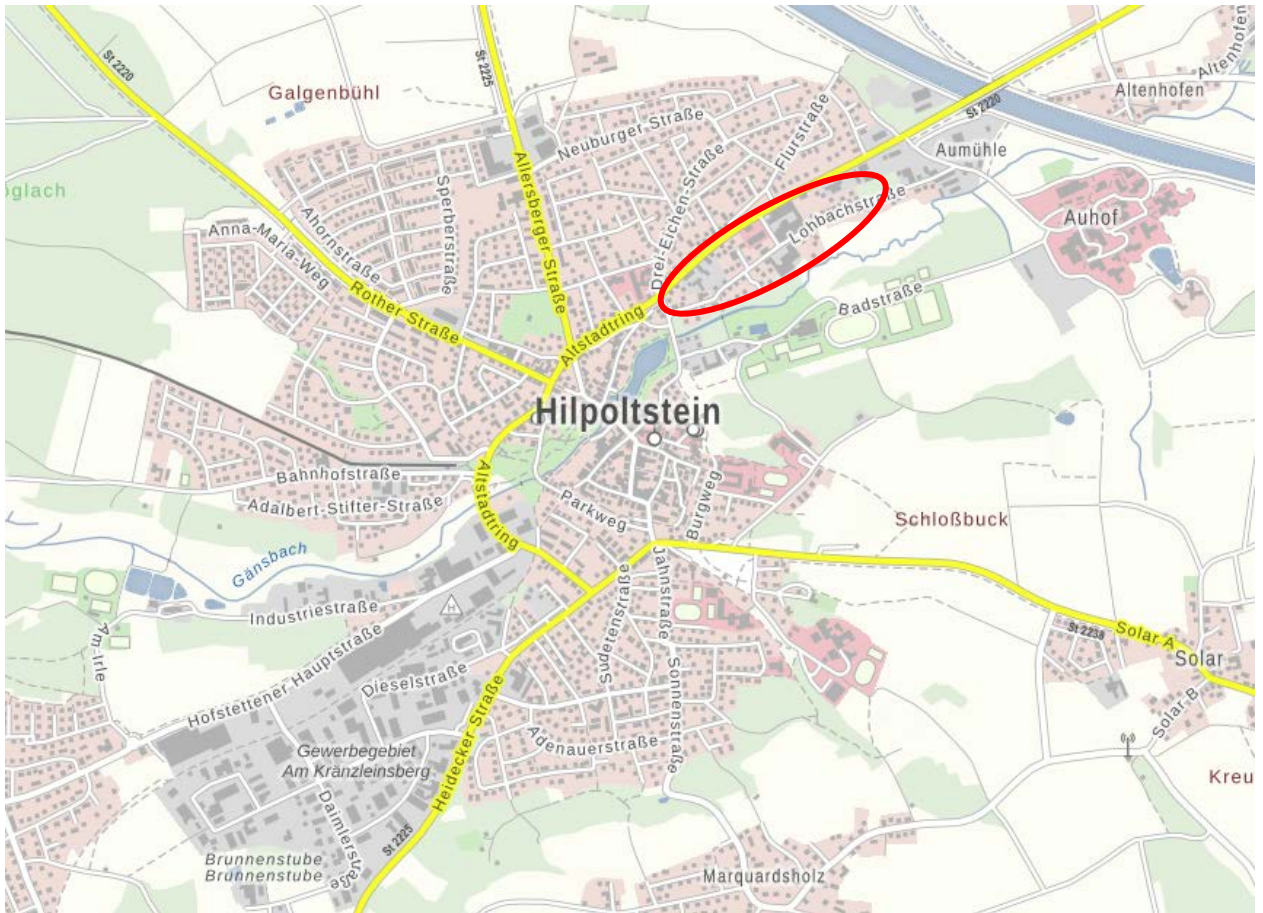 St 2220
St 2225
Altenhofen
Galgenbühl
Altenhofen
St 2220
Neuburger Straße
Flurstraße
Aumühle
Allersberger Straße
Drei-Eichen-Straße
Sperberstraße
öglach
Ahornstraße
Lohbachstraße
Auhof
Anna-Maria-Weg
Rother Straße
Badstraße
Altstadtring
Hilpoltstein
Bahnhofstraße
Adalbert-Stifter-Straße
Altstadtring
Parkweg
Burgweg
Schloßbuck
Gänsbach
Industriestraße
H
Jahnstraße
Sudetenstraße
Am-Irle
Hofstettener Hauptstraße
Dieselstraße
St 2238
Solar A
Solar
Sonnenstraße
Solar-B
Heidecker Straße
Adenauerstraße
Gewerbegebiet
Am Kränzleinsberg
Kreu
Daimlerstraße
St 2225
Brunnenstube
Brunnenstube
Marquardsholz